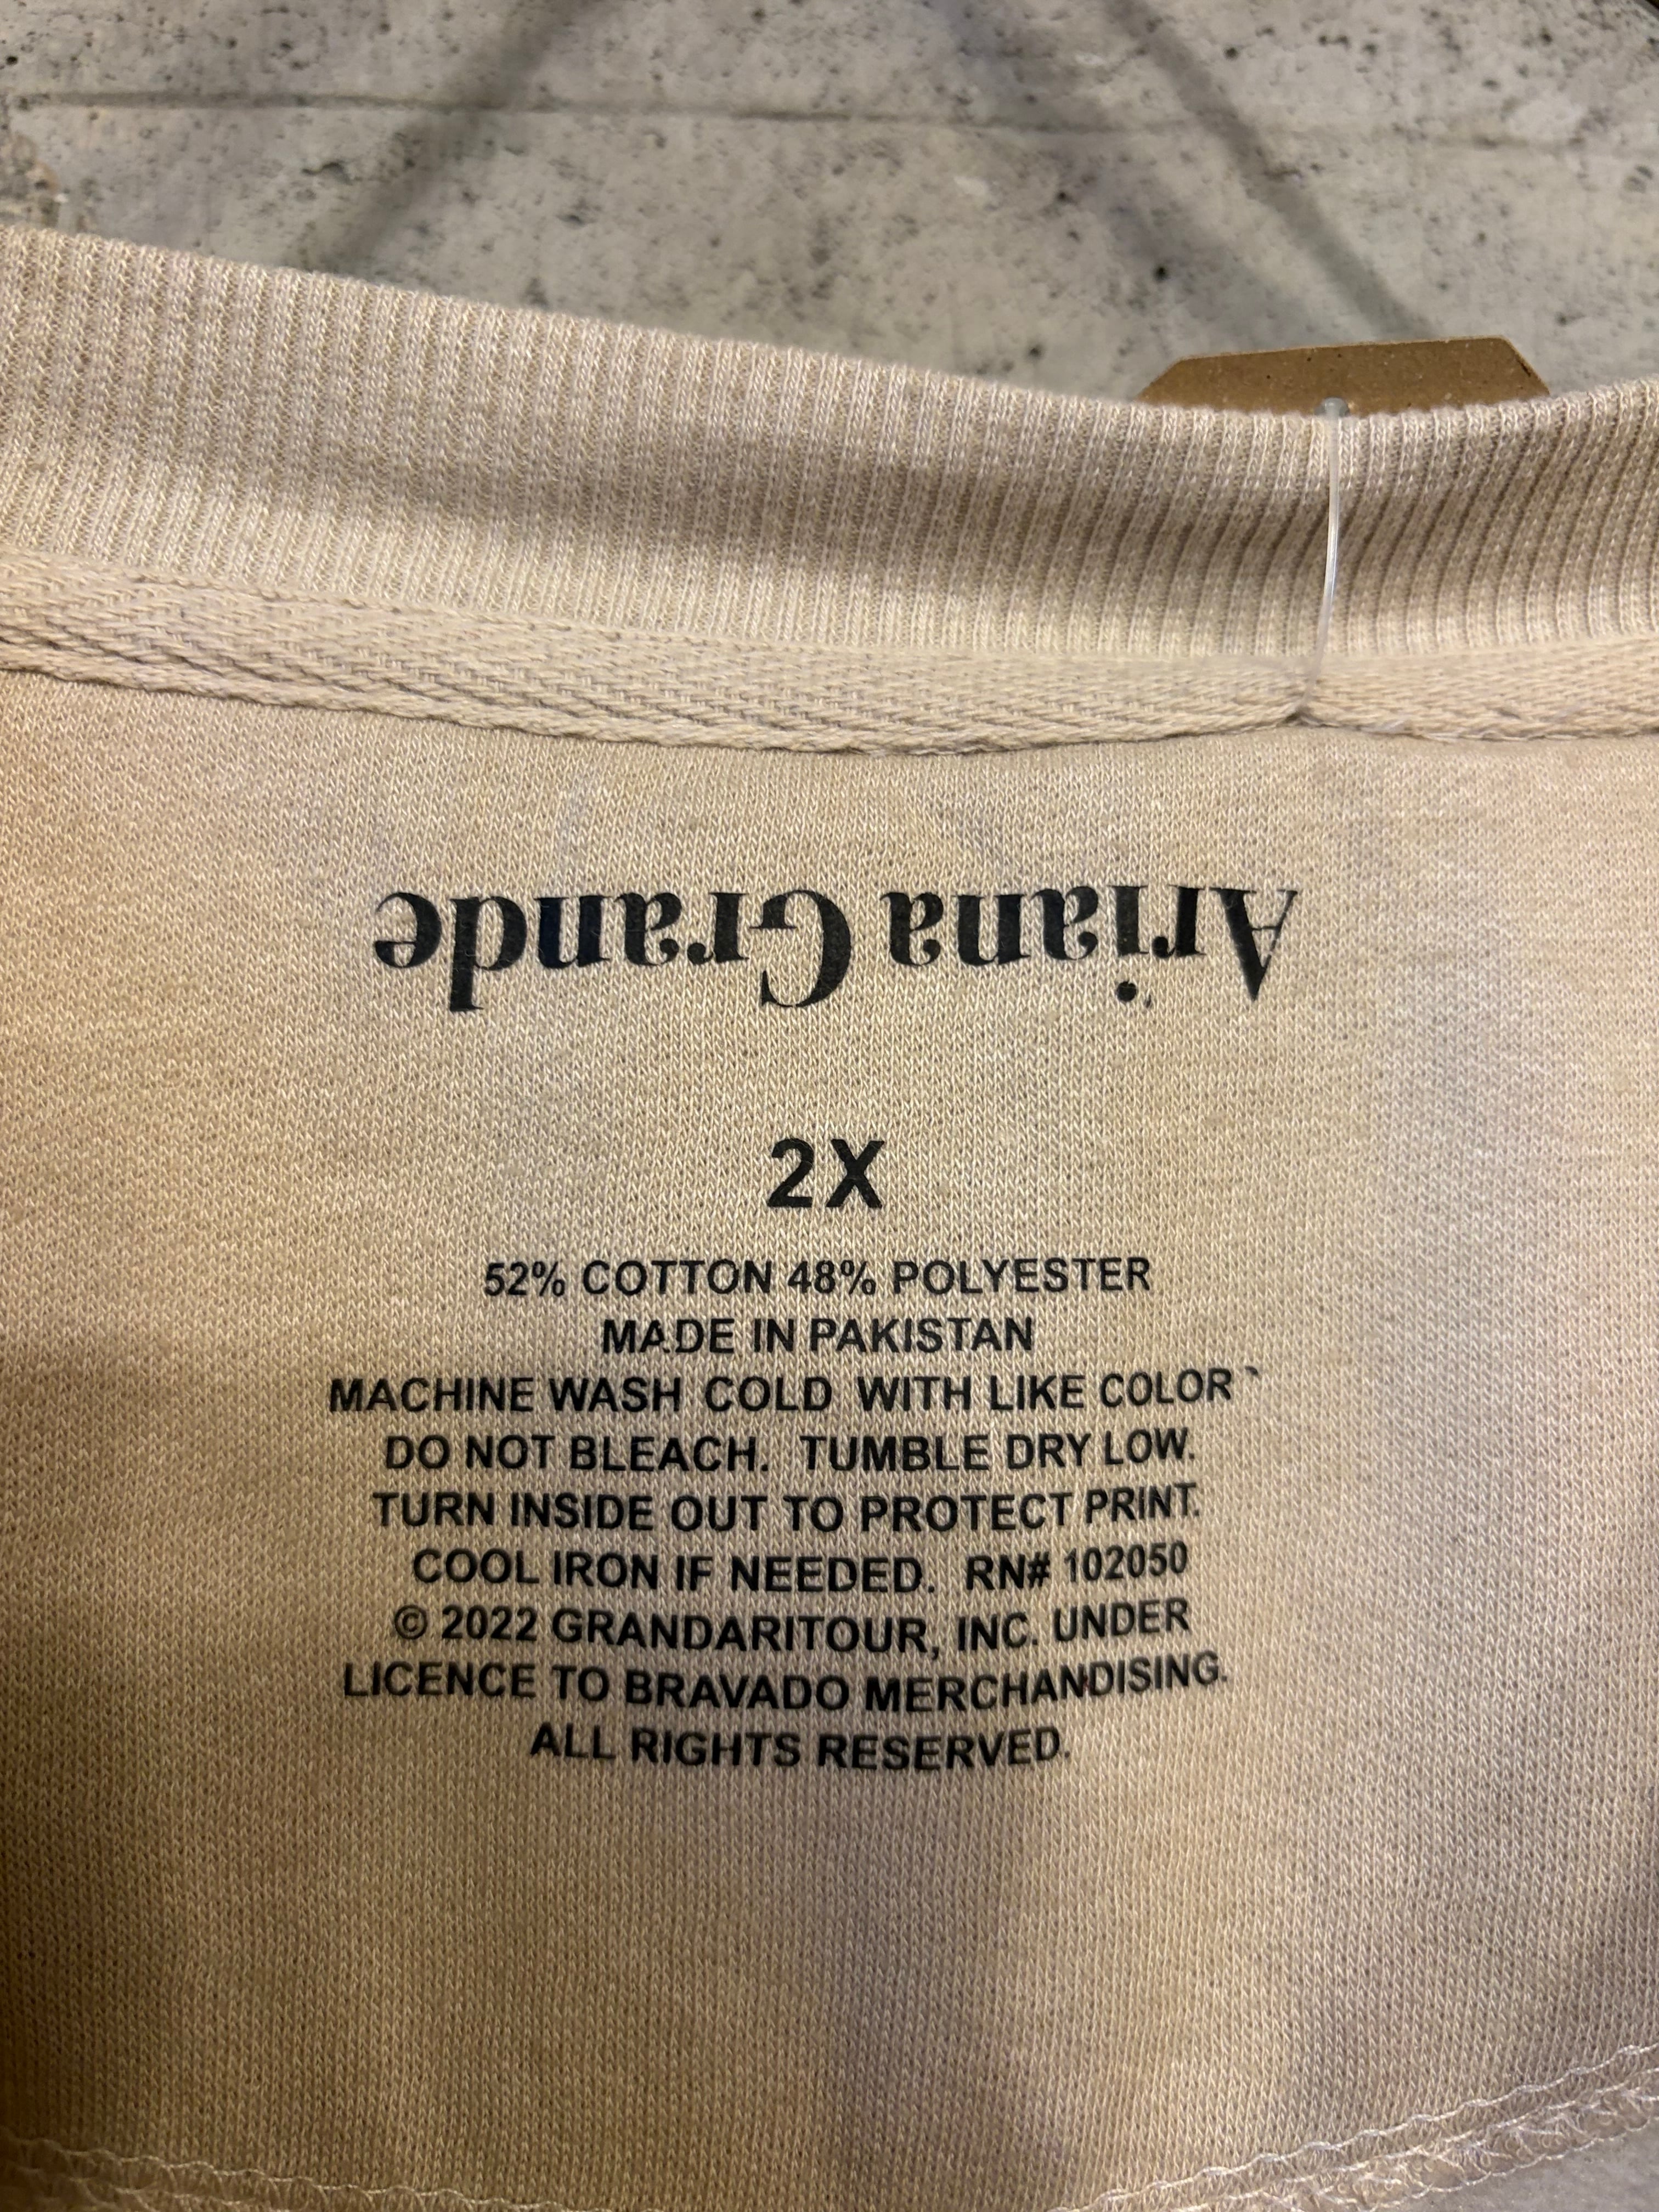 Ariana Grande
2X
52% COTTON 48% POLYESTER
MADE IN PAKISTAN
MACHINE WASH COLD WITH LIKE COLOR
DO NOT BLEACH. TUMBLE DRY LOW.
TURN INSIDE OUT TO PROTECT PRINT.
COOL IRON IF NEEDED. RN# 102050
© 2022 GRANDARITOUR, INC. UNDER
LICENCE TO BRAVADO MERCHANDISING.
ALL RIGHTS RESERVED.